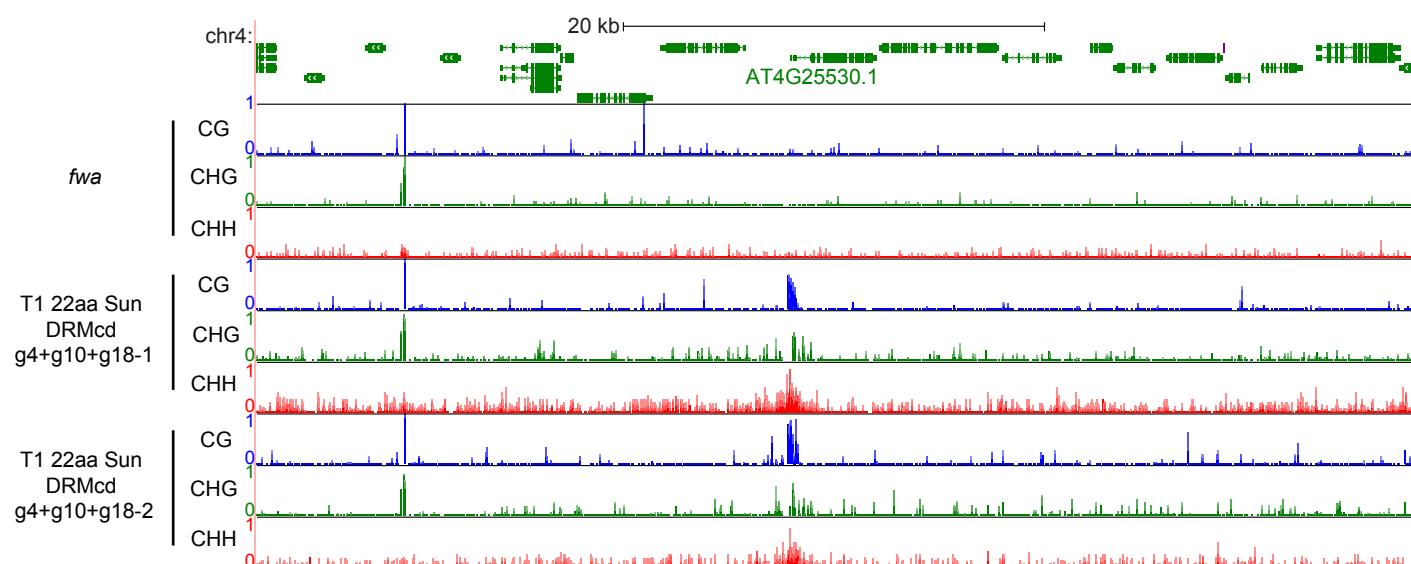 20 kb
chr4:
AT4G25530.1
fwa
CG
1
0
CHG
1
0
CHH
1
0
T1 22aa Sun
DRMcd
g4+g10+g18-1
CG
1
0
CHG
1
0
CHH
1
0
T1 22aa Sun
DRMcd
g4+g10+g18-2
CG
1
0
CHG
1
0
CHH
1
0